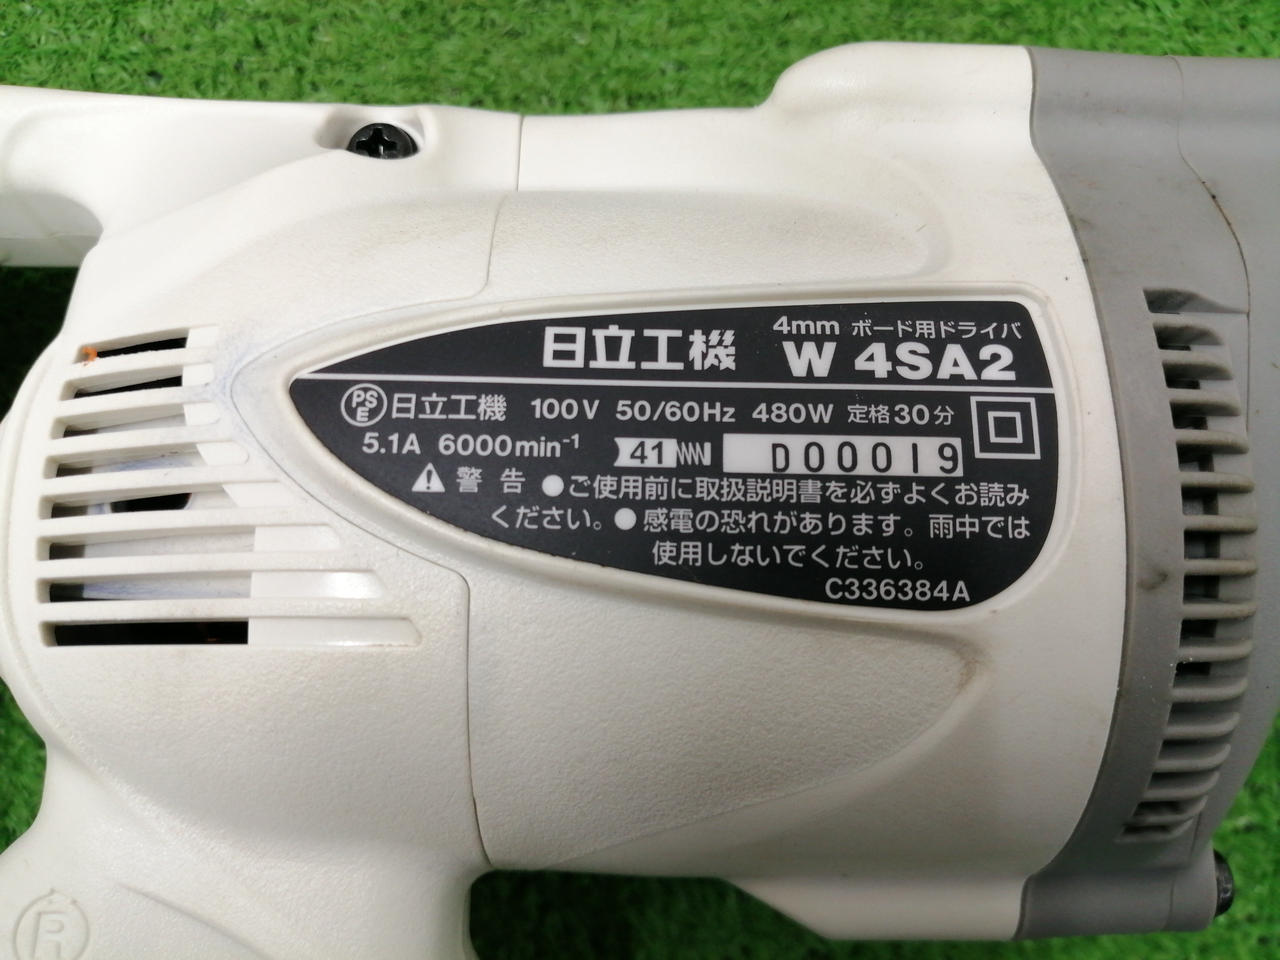 日立工機 4mm ボード用ドライバ
W 4SA2
PS E 日立工機 100V 50/60Hz 480W 定格30分
5.1A 6000min⁻¹ 41 D00019
警告 ●ご使用前に取扱説明書を必ずよくお読み
ください。●感電の恐れがあります。雨中では
使用しないでください。
C336384A
R